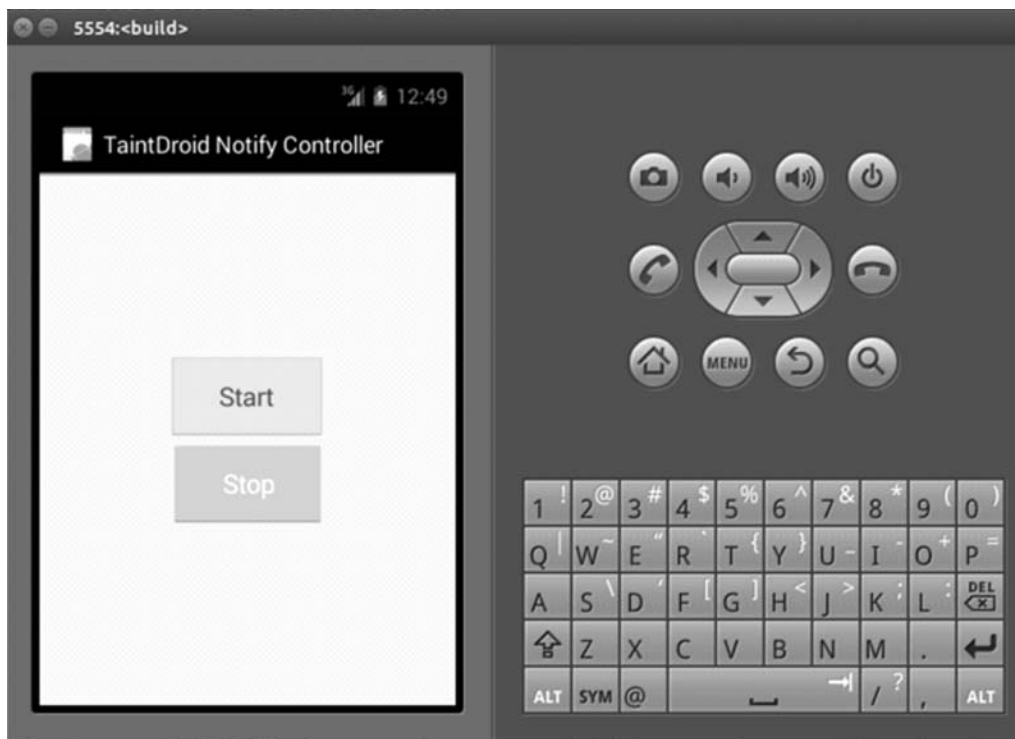 5554:<build>
3G 12:49
TaintDroid Notify Controller
Start
Stop
MENU
1 ! 2 @ 3 # 4 $ 5 % 6 ^ 7 & 8 * 9 ( 0 )
Q | W ~ E " R ` T { Y } U _ I - O + P =
A S \ D ' F [ G ] H < J > K ; L : DEL
Z X C V B N M .
ALT SYM @ / ? , ALT